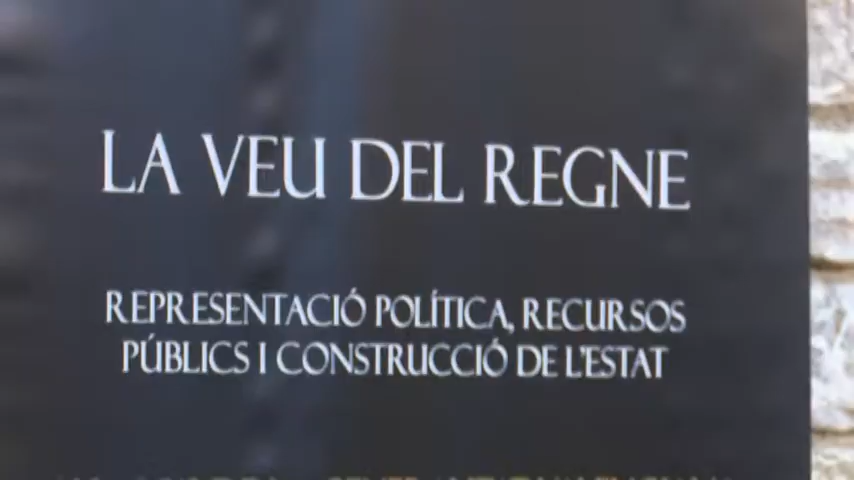 LA VEU DEL REGNE
REPRESENTACIÓ POLÍTICA, RECURSOS
PÚBLICS I CONSTRUCCIÓ DE L'ESTAT